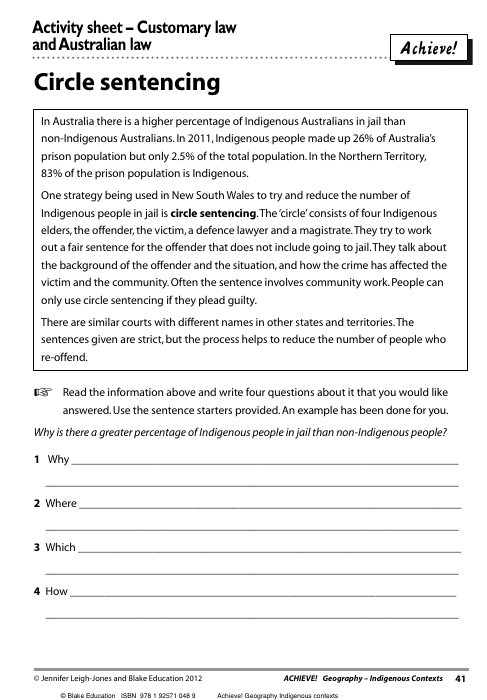 Activity sheet – Customary law
and Australian law
Achieve!
Circle sentencing
In Australia there is a higher percentage of Indigenous Australians in jail than
non-Indigenous Australians. In 2011, Indigenous people made up 26% of Australia's
prison population but only 2.5% of the total population. In the Northern Territory,
83% of the prison population is Indigenous.
One strategy being used in New South Wales to try and reduce the number of
Indigenous people in jail is circle sentencing. The 'circle' consists of four Indigenous
elders, the offender, the victim, a defence lawyer and a magistrate. They try to work
out a fair sentence for the offender that does not include going to jail. They talk about
the background of the offender and the situation, and how the crime has affected the
victim and the community. Often the sentence involves community work. People can
only use circle sentencing if they plead guilty.
There are similar courts with different names in other states and territories. The
sentences given are strict, but the process helps to reduce the number of people who
re-offend.
Read the information above and write four questions about it that you would like
answered. Use the sentence starters provided. An example has been done for you.
Why is there a greater percentage of Indigenous people in jail than non-Indigenous people?
1 Why
2 Where
3 Which
4 How
© Jennifer Leigh-Jones and Blake Education 2012 ACHIEVE! Geography – Indigenous Contexts 41
© Blake Education ISBN 978 1 92571 048 9 Achieve! Geography Indigenous contexts